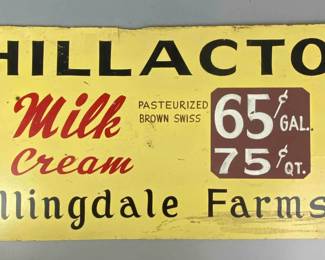 HILLACTO
Milk
Cream
PASTEURIZED
BROWN SWISS
65¢ GAL.
75¢ QT.
llingdale Farms